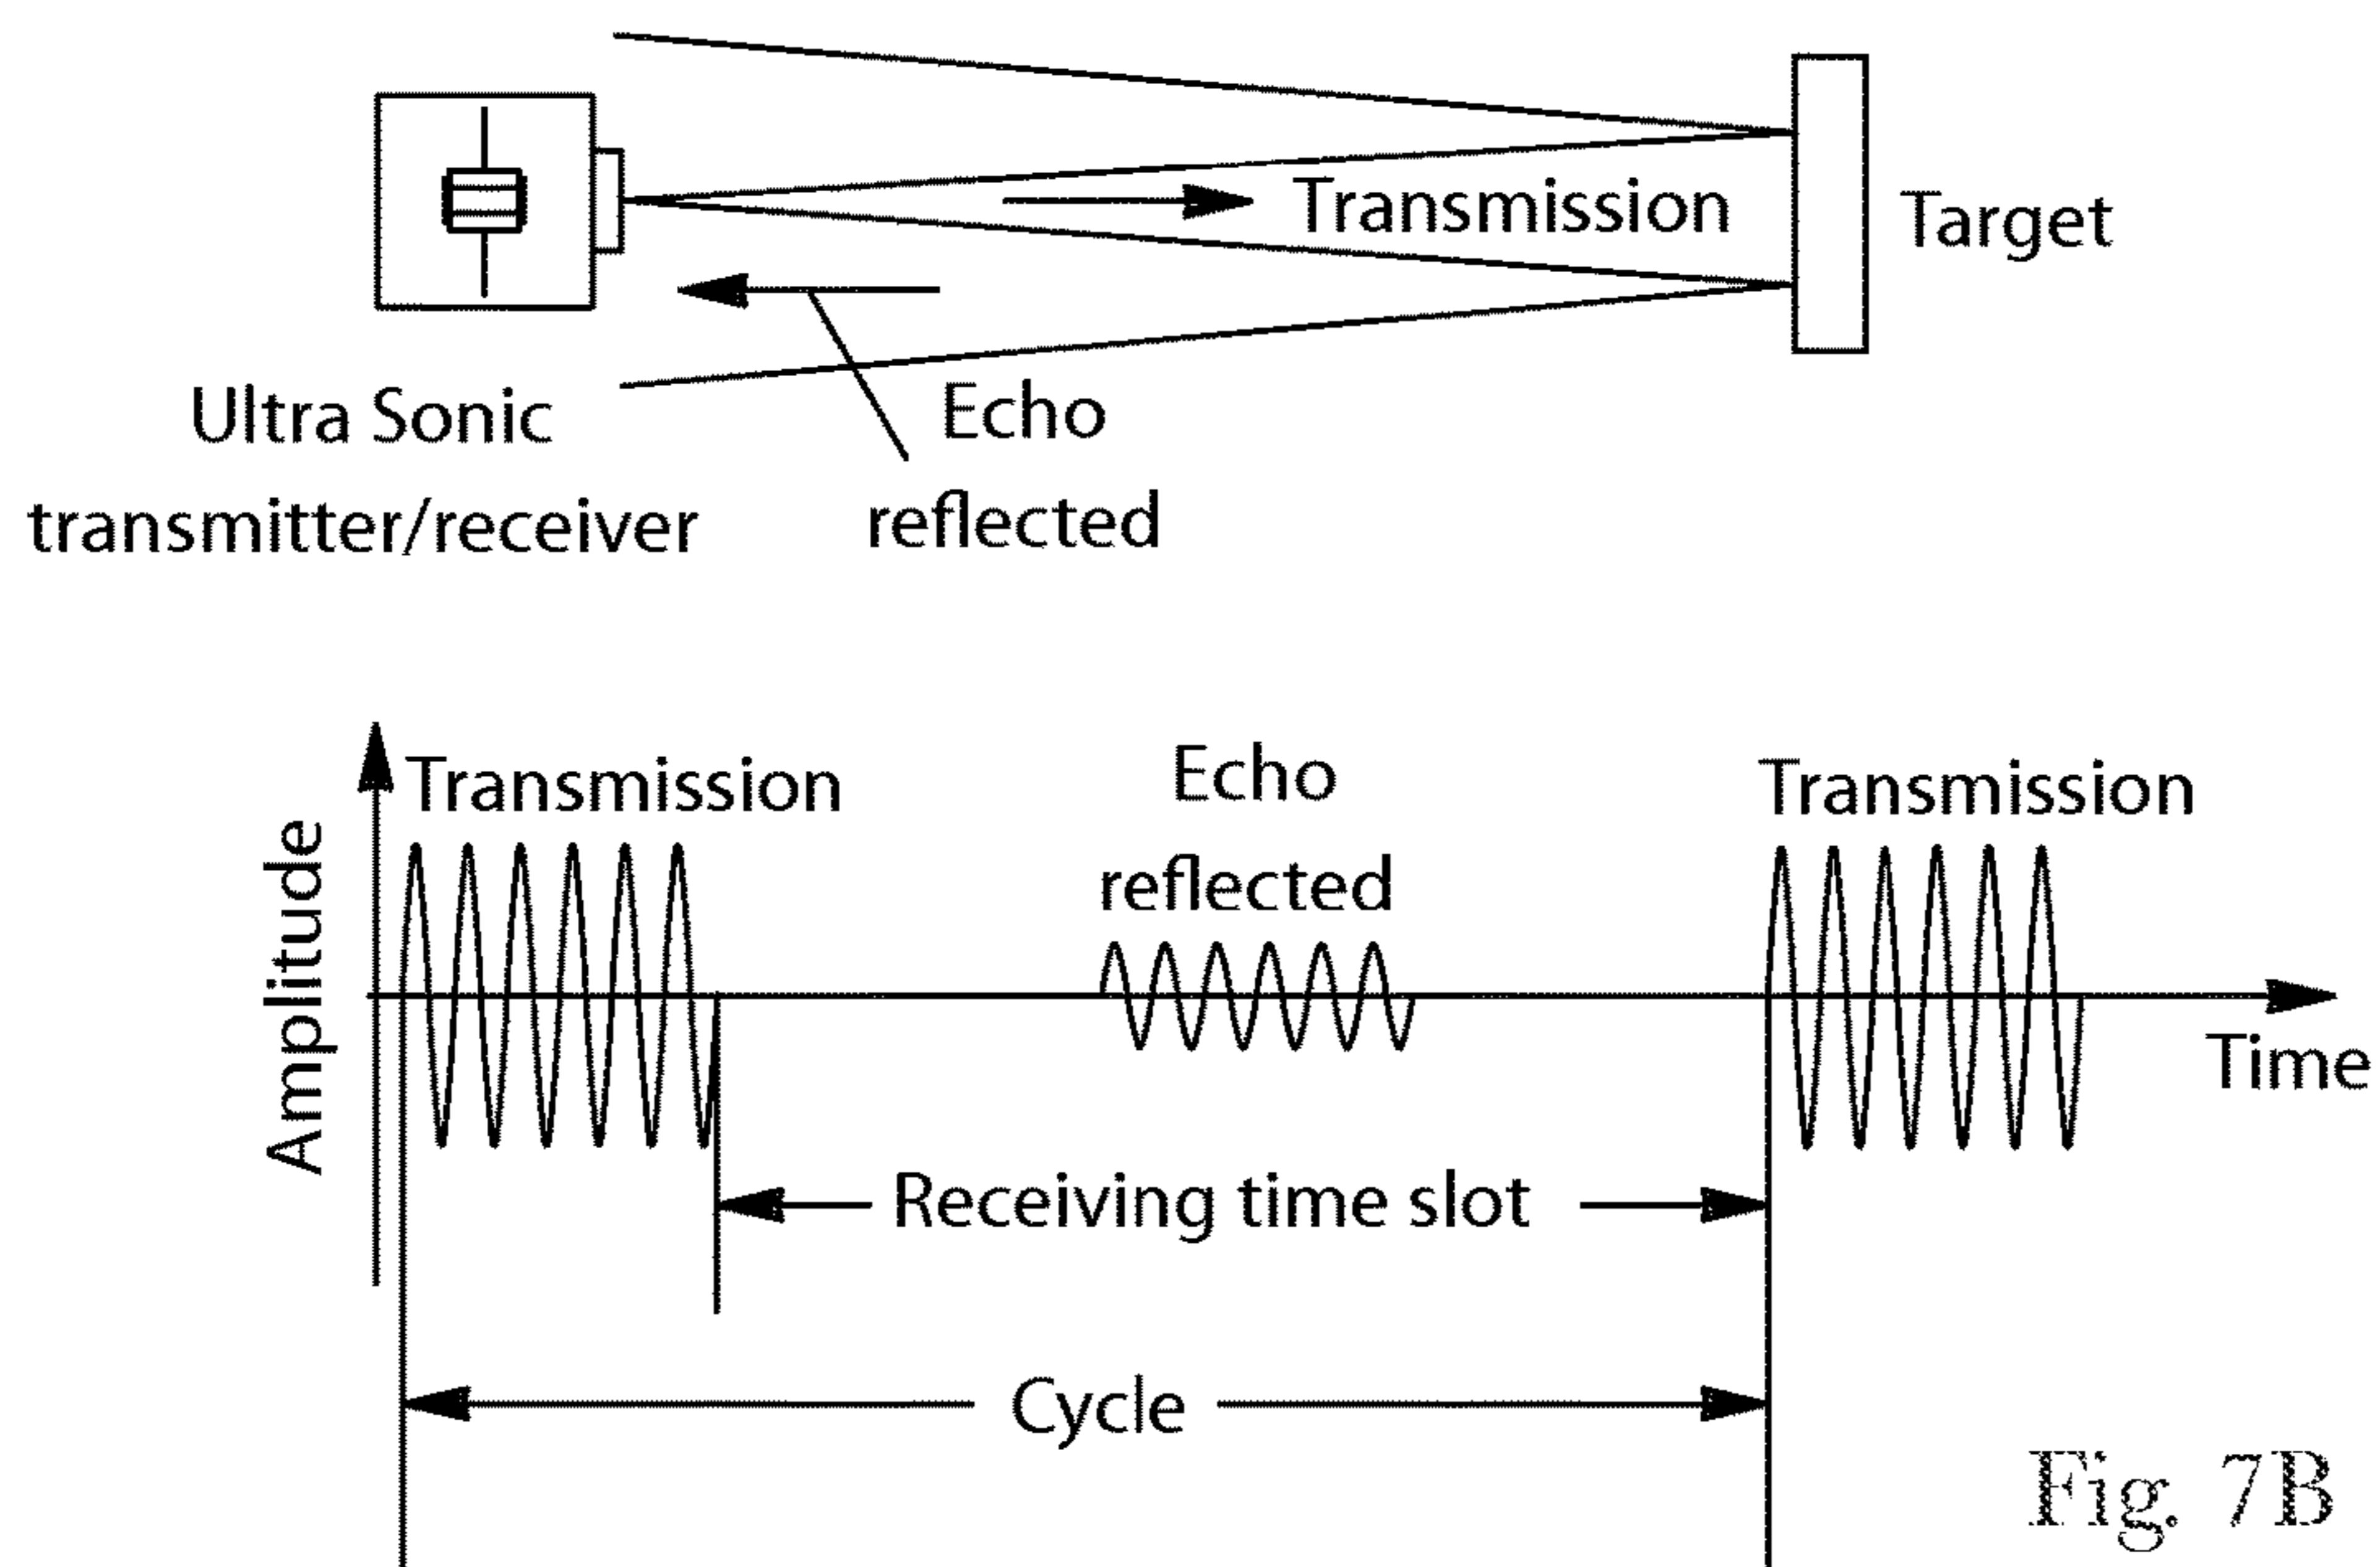 Transmission
Target
Ultra Sonic
transmitter/receiver
Echo
reflected
Amplitude
Transmission
Echo
reflected
Transmission
Time
Receiving time slot
Cycle
Fig. 7B